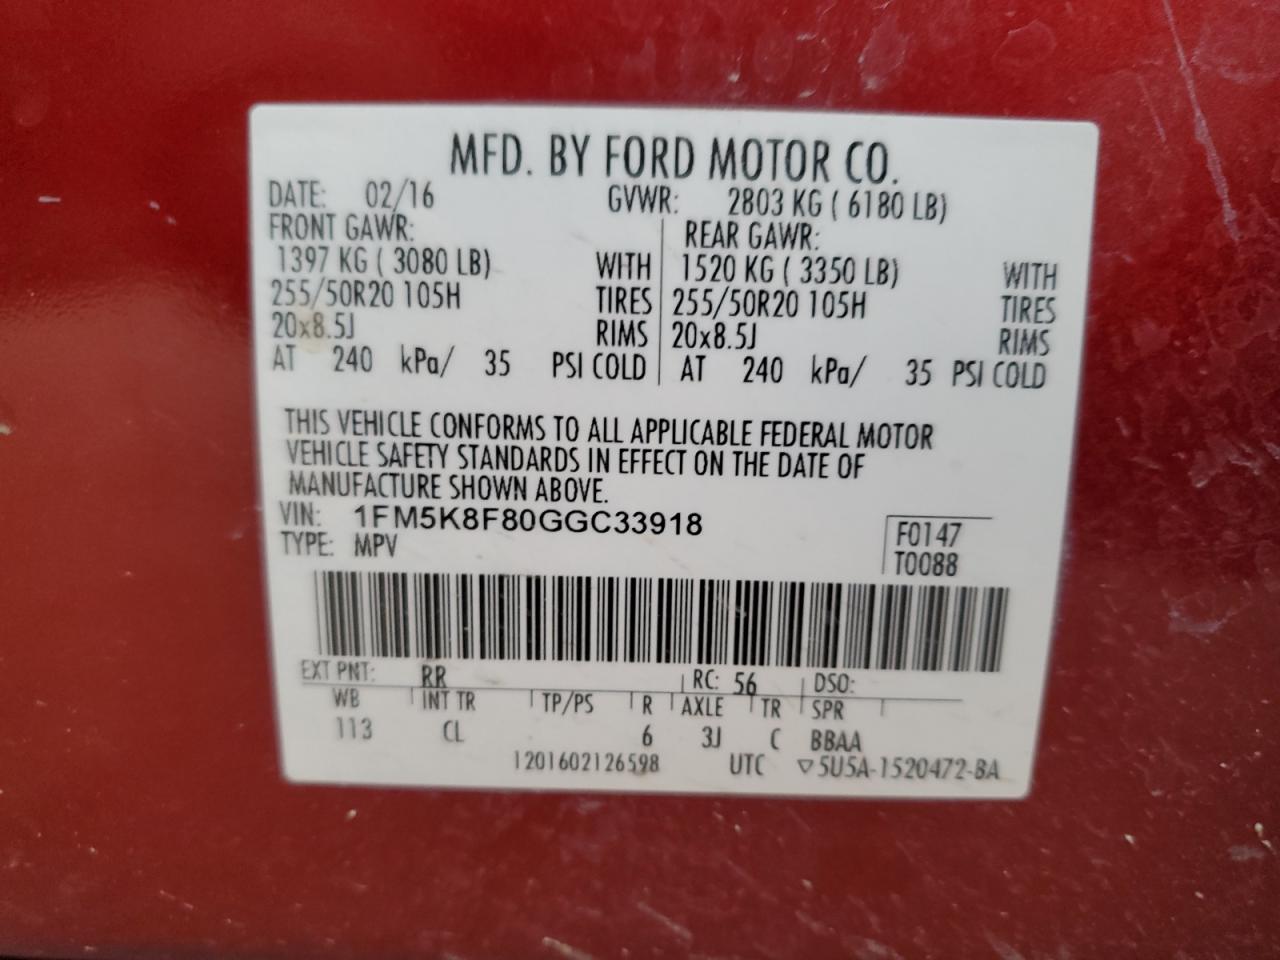 MFD. BY FORD MOTOR CO.
DATE: 02/16 GVWR: 2803 KG ( 6180 LB)
FRONT GAWR: REAR GAWR:
1397 KG ( 3080 LB) WITH 1520 KG ( 3350 LB) WITH
255/50R20 105H TIRES 255/50R20 105H TIRES
20x8.5J RIMS 20x8.5J RIMS
AT 240 kPa/ 35 PSI COLD AT 240 kPa/ 35 PSI COLD
THIS VEHICLE CONFORMS TO ALL APPLICABLE FEDERAL MOTOR
VEHICLE SAFETY STANDARDS IN EFFECT ON THE DATE OF
MANUFACTURE SHOWN ABOVE.
VIN: 1FM5K8F80GGC33918 F0147
TYPE: MPV T0088
EXT PNT: RR RC: 56 DSO:
WB INT TR TP/PS R AXLE TR SPR
113 CL 6 3J C BBAA
1201602126598 UTC ▽5U5A-1520472-BA